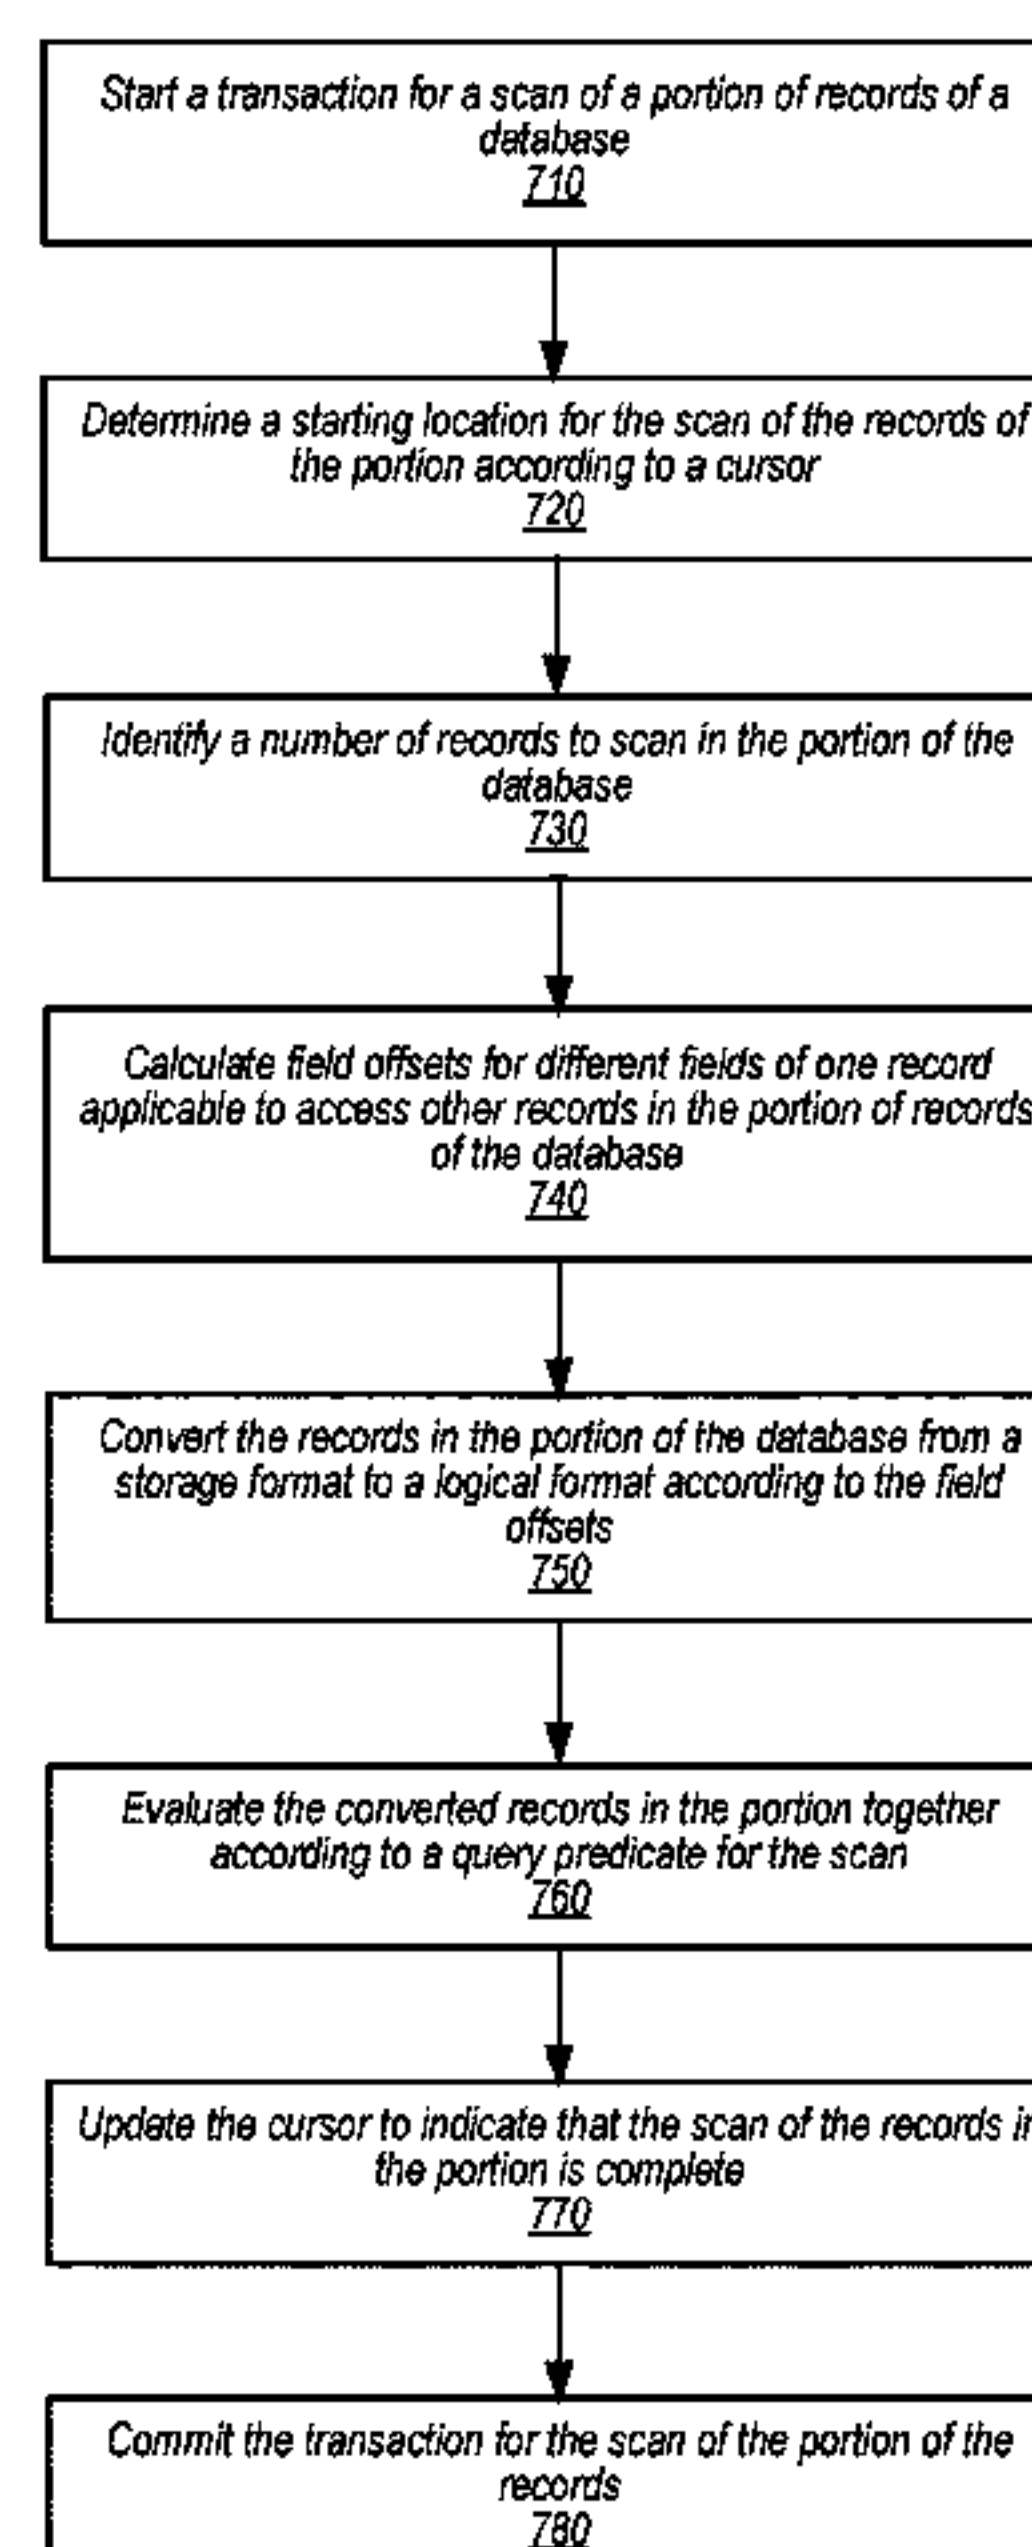 Start a transaction for a scan of a portion of records of a
database
710
Determine a starting location for the scan of the records of
the portion according to a cursor
720
Identify a number of records to scan in the portion of the
database
730
Calculate field offsets for different fields of one record
applicable to access other records in the portion of records
of the database
740
Convert the records in the portion of the database from a
storage format to a logical format according to the field
offsets
750
Evaluate the converted records in the portion together
according to a query predicate for the scan
760
Update the cursor to indicate that the scan of the records in
the portion is complete
770
Commit the transaction for the scan of the portion of the
records
780